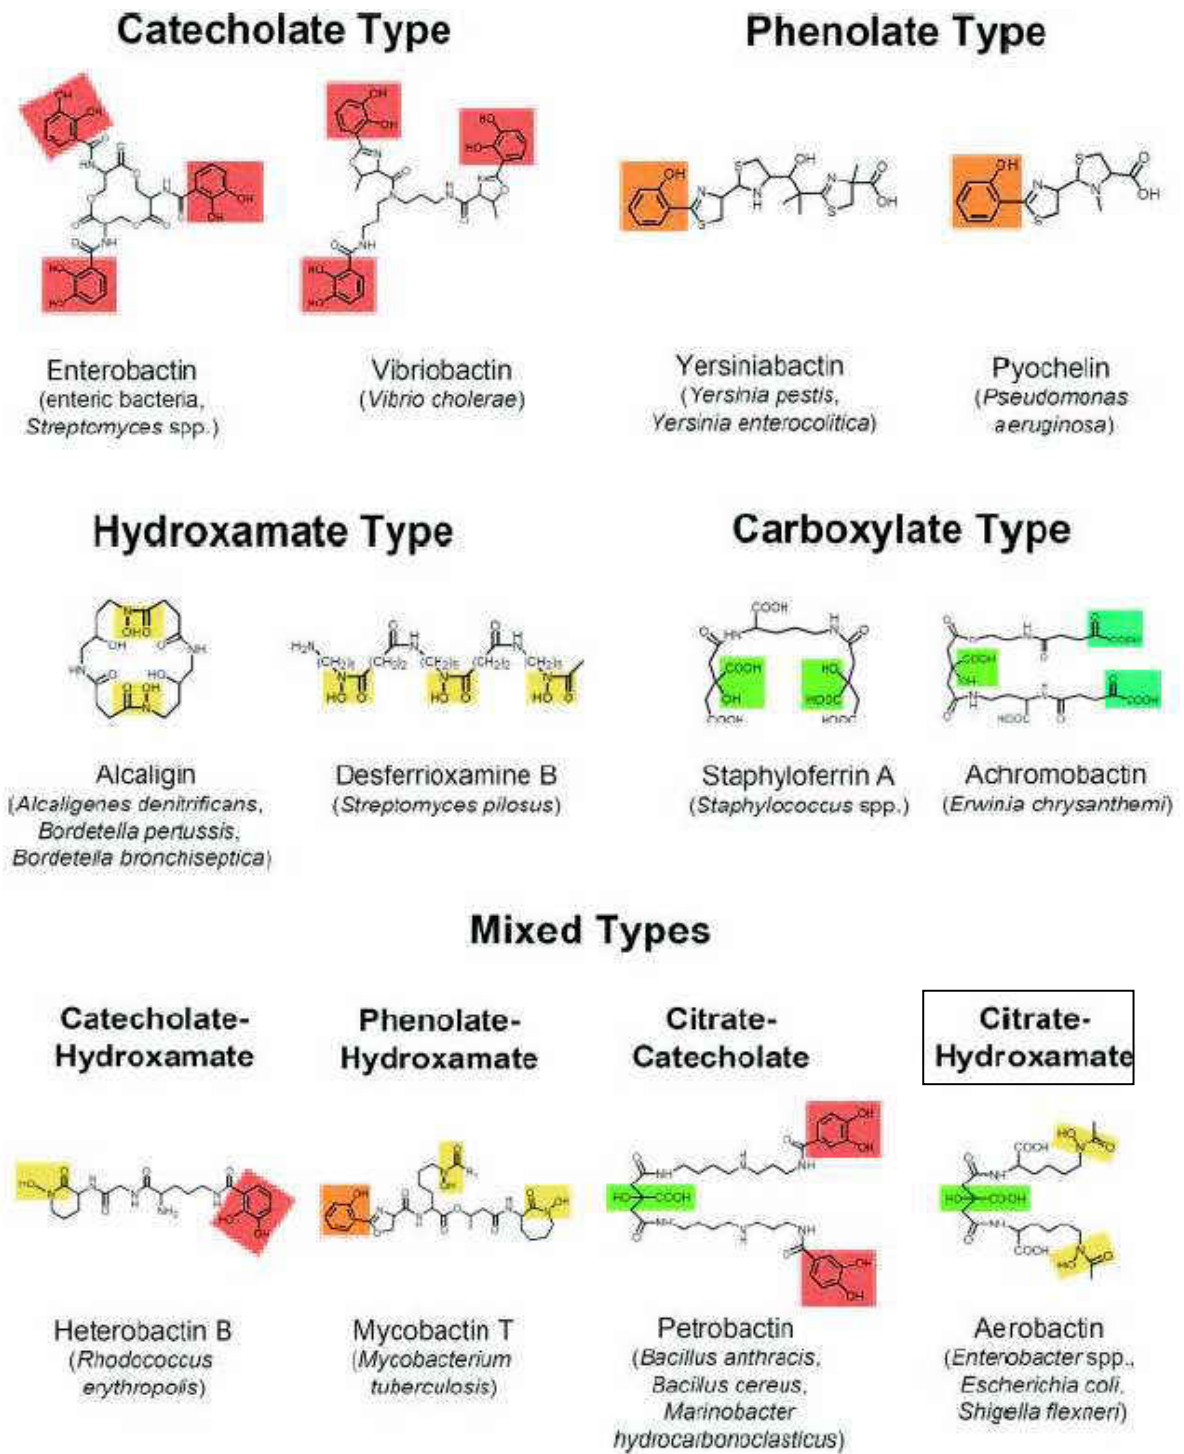 Catecholate Type
Phenolate Type
Enterobactin
(enteric bacteria,
Streptomyces spp.)
Vibriobactin
(Vibrio cholerae)
Yersiniabactin
(Yersinia pestis,
Yersinia enterocolitica)
Pyochelin
(Pseudomonas
aeruginosa)
Hydroxamate Type
Carboxylate Type
Alcaligin
(Alcaligenes denitrificans,
Bordetella pertussis,
Bordetella bronchiseptica)
Desferrioxamine B
(Streptomyces pilosus)
Staphyloferrin A
(Staphylococcus spp.)
Achromobactin
(Erwinia chrysanthemi)
Mixed Types
Catecholate-
Hydroxamate
Phenolate-
Hydroxamate
Citrate-
Catecholate
Citrate-
Hydroxamate
Heterobactin B
(Rhodococcus
erythropolis)
Mycobactin T
(Mycobacterium
tuberculosis)
Petrobactin
(Bacillus anthracis,
Bacillus cereus,
Marinobacter
hydrocarbonoclasticus)
Aerobactin
(Enterobacter spp.,
Escherichia coli,
Shigella flexneri)